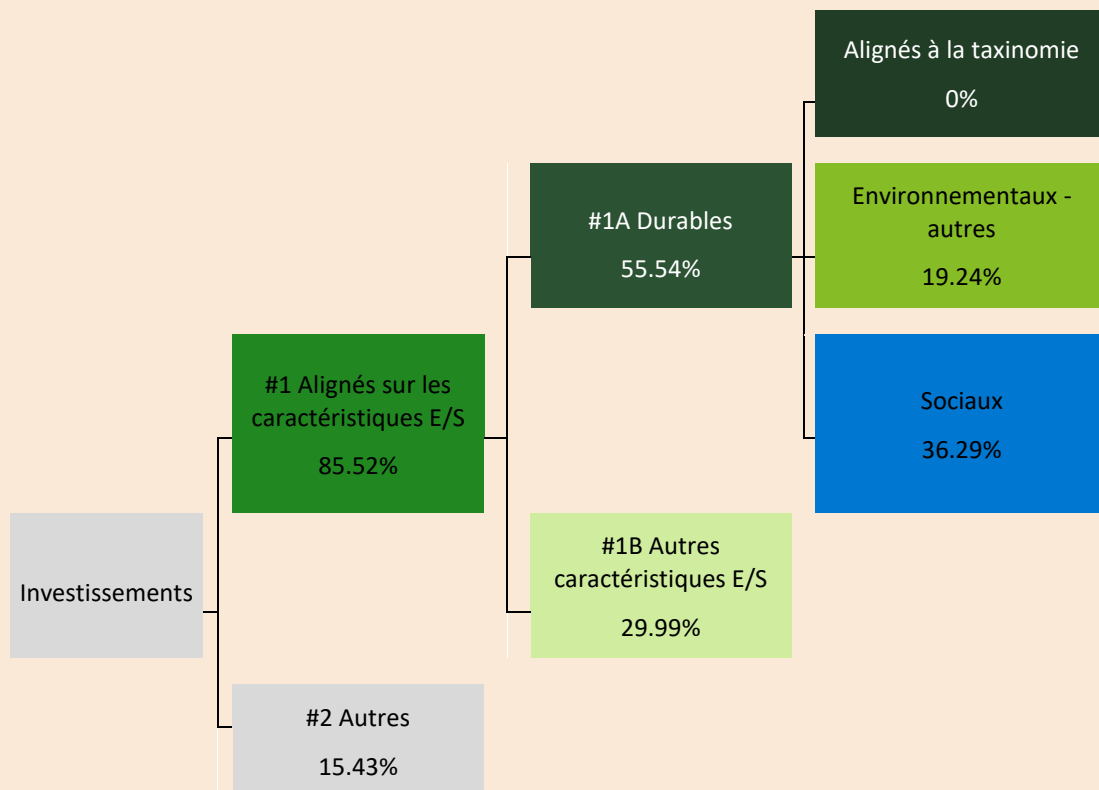 Investissements
#1 Alignés sur les
caractéristiques E/S
85.52%
#2 Autres
15.43%
#1A Durables
55.54%
#1B Autres
caractéristiques E/S
29.99%
Alignés à la taxinomie
0%
Environnementaux -
autres
19.24%
Sociaux
36.29%